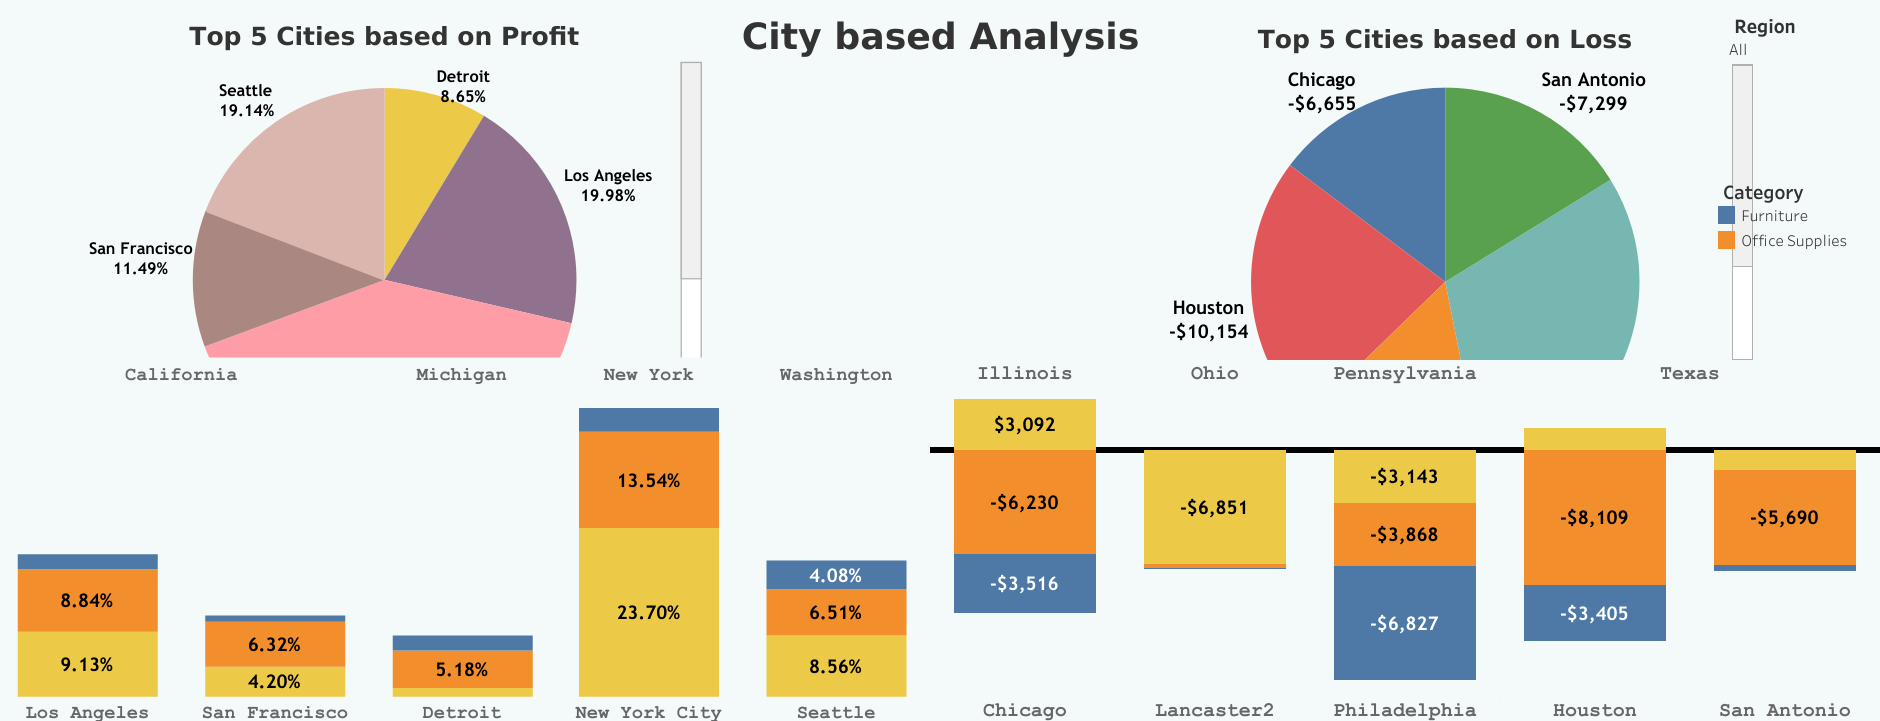 City based Analysis
Top 5 Cities based on Profit
Seattle
19.14%
Detroit
8.65%
Los Angeles
19.98%
San Francisco
11.49%
Top 5 Cities based on Loss
Chicago
-$6,655
San Antonio
-$7,299
Houston
-$10,154
Region
All
Category
Furniture
Office Supplies
California
Michigan
New York
Washington
Illinois
Ohio
Pennsylvania
Texas
8.84%
9.13%
6.32%
4.20%
5.18%
13.54%
23.70%
4.08%
6.51%
8.56%
$3,092
-$6,230
-$3,516
-$6,851
-$3,143
-$3,868
-$6,827
-$8,109
-$3,405
-$5,690
Los Angeles
San Francisco
Detroit
New York City
Seattle
Chicago
Lancaster2
Philadelphia
Houston
San Antonio